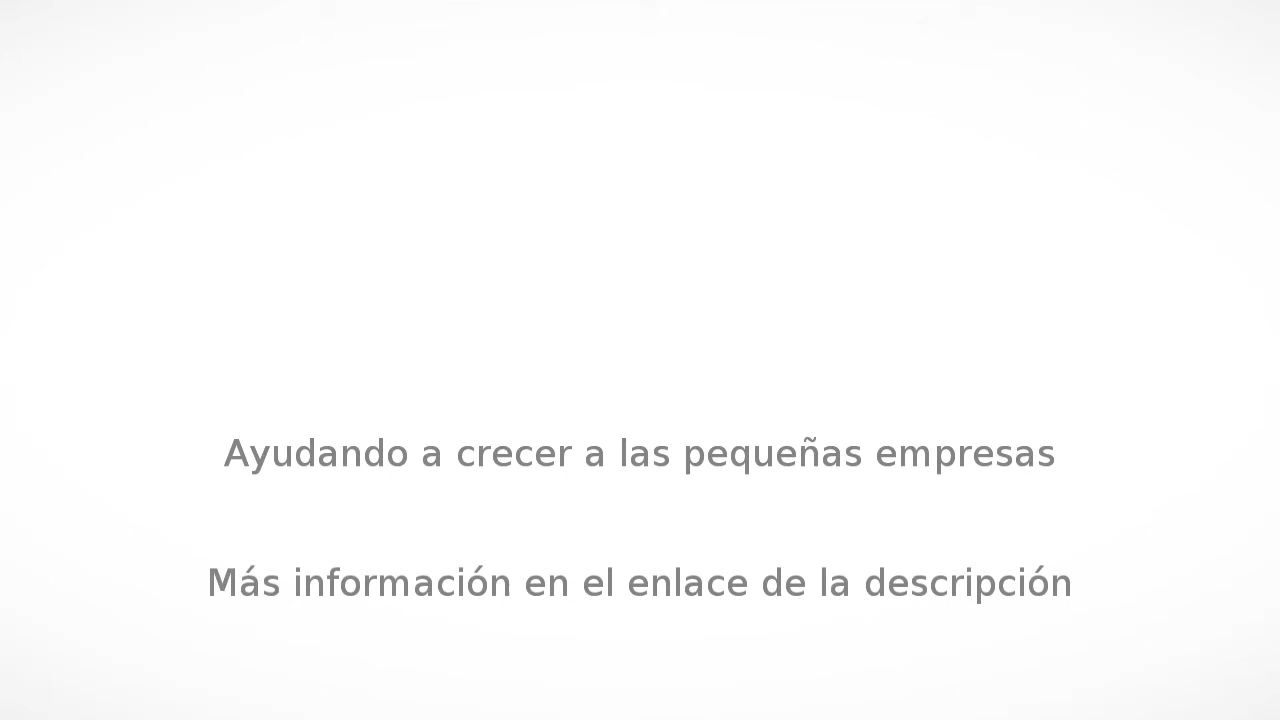 Ayudando a crecer a las pequeñas empresas
Más información en el enlace de la descripción